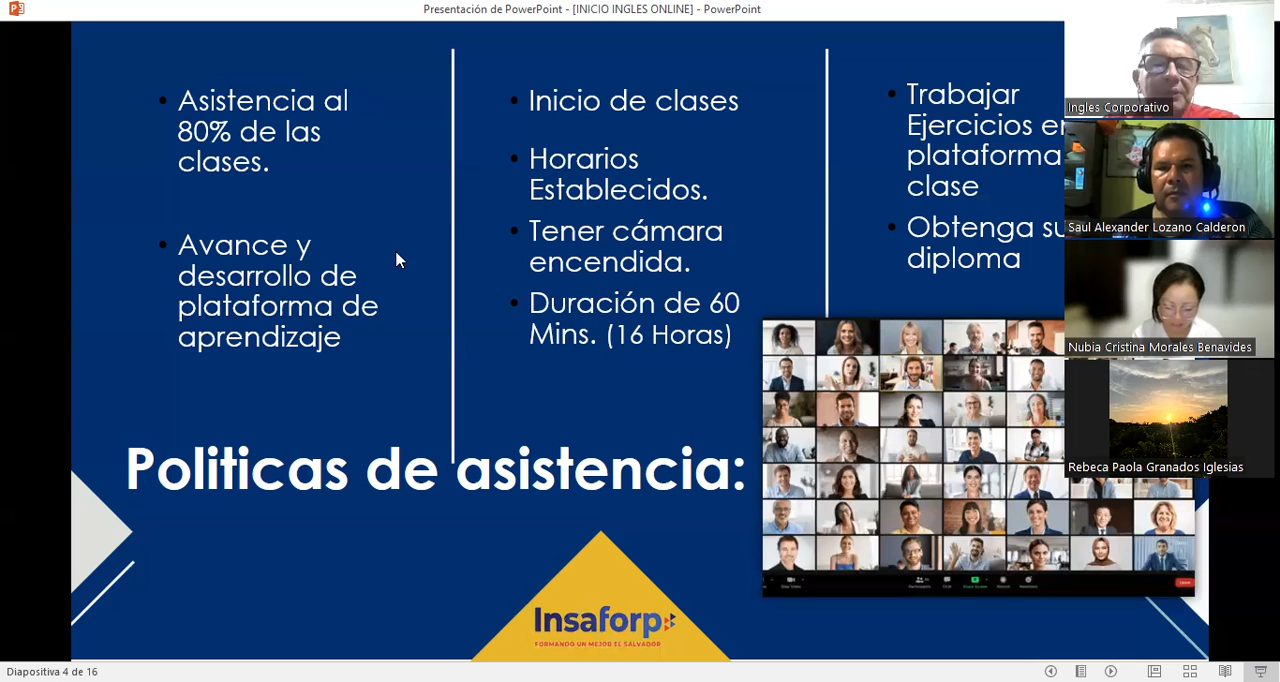 Presentación de PowerPoint - [INICIO INGLES ONLINE] - PowerPoint
Asistencia al
80% de las
clases.
Avance y
desarrollo de
plataforma de
aprendizaje
Inicio de clases
Horarios
Establecidos.
Tener cámara
encendida.
Duración de 60
Mins. (16 Horas)
Trabajar
Ejercicios en
plataforma
clase
Obtenga su
diploma
Politicas de asistencia:
Insaforp
FORMANDO UN MEJOR EL SALVADOR
Ingles Corporativo
Saul Alexander Lozano Calderon
Nubia Cristina Morales Benavides
Rebeca Paola Granados Iglesias
Diapositiva 4 de 16